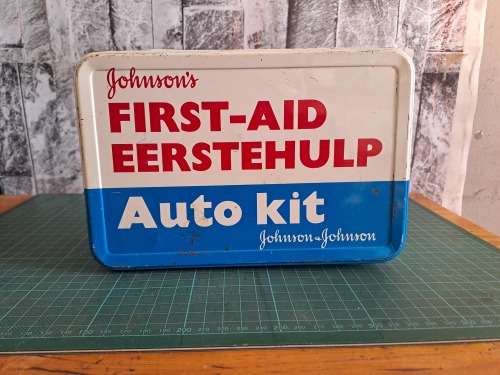 Johnson's
FIRST-AID
EERSTEHULP
Auto kit
Johnson & Johnson